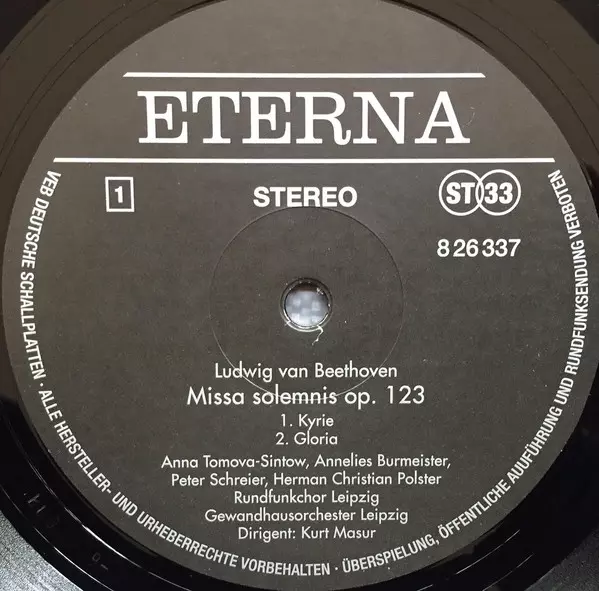 ETERNA
1
STEREO
ST 33
8 26 337
Ludwig van Beethoven
Missa solemnis op. 123
1. Kyrie
2. Gloria
Anna Tomova-Sintow, Annelies Burmeister,
Peter Schreier, Herman Christian Polster
Rundfunkchor Leipzig
Gewandhausorchester Leipzig
Dirigent: Kurt Masur
VEB DEUTSCHE SCHALLPLATTEN · ALLE HERSTELLER- UND URHEBERRECHTE VORBEHALTEN · ÜBERSPIELUNG, ÖFFENTLICHE AUUFÜHRUNG UND RUNDFUNKSENDUNG VERBOTEN